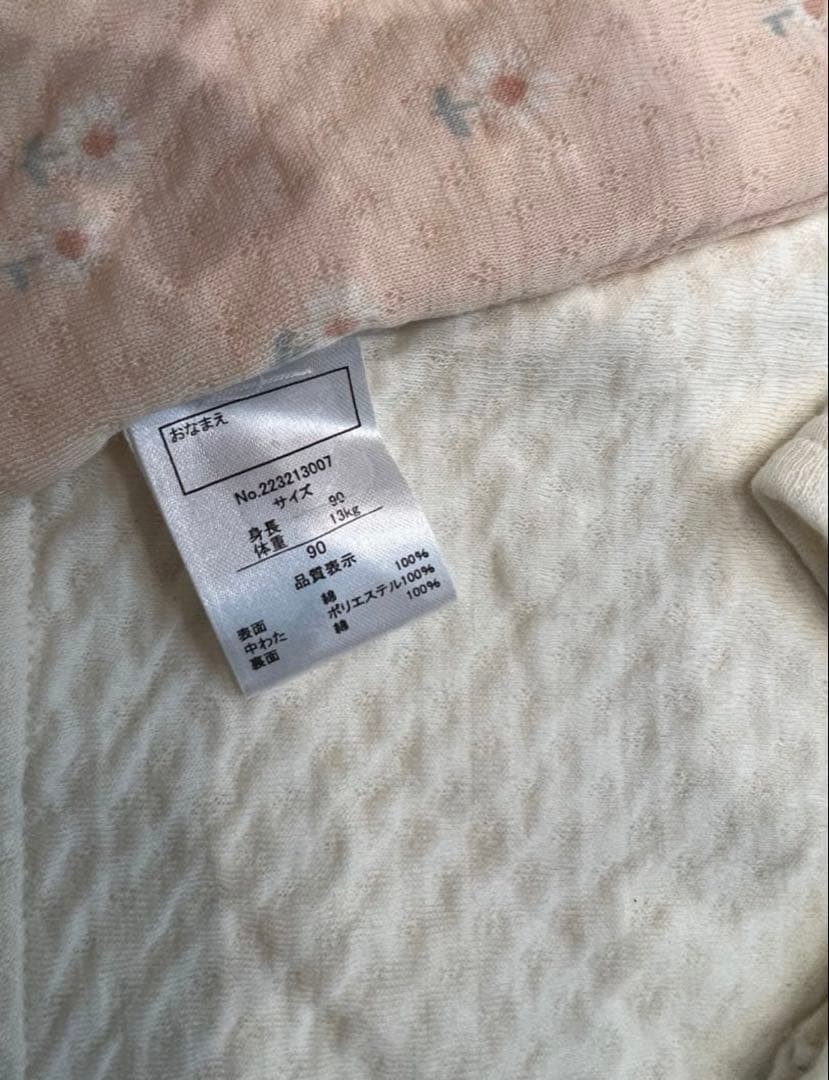 おなまえ
No.223213007
サイズ
身長 90
体重 13kg
90
品質表示
表面 綿 100%
中わた ポリエステル100%
裏面 綿 100%